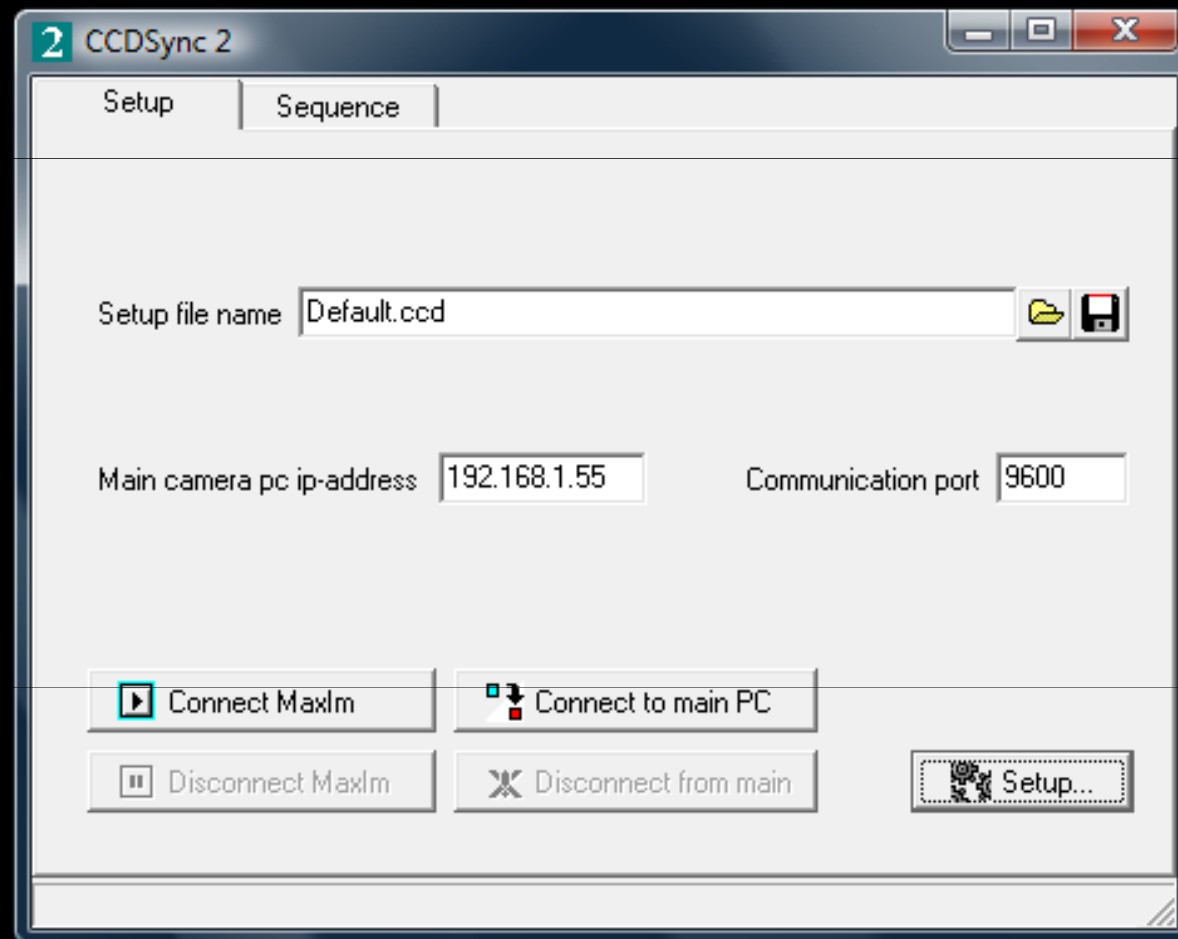 2 CCDSync 2
Setup Sequence
Setup file name Default.ccd
Main camera pc ip-address 192.168.1.55 Communication port 9600
Connect MaxIm Connect to main PC
Disconnect MaxIm Disconnect from main Setup...